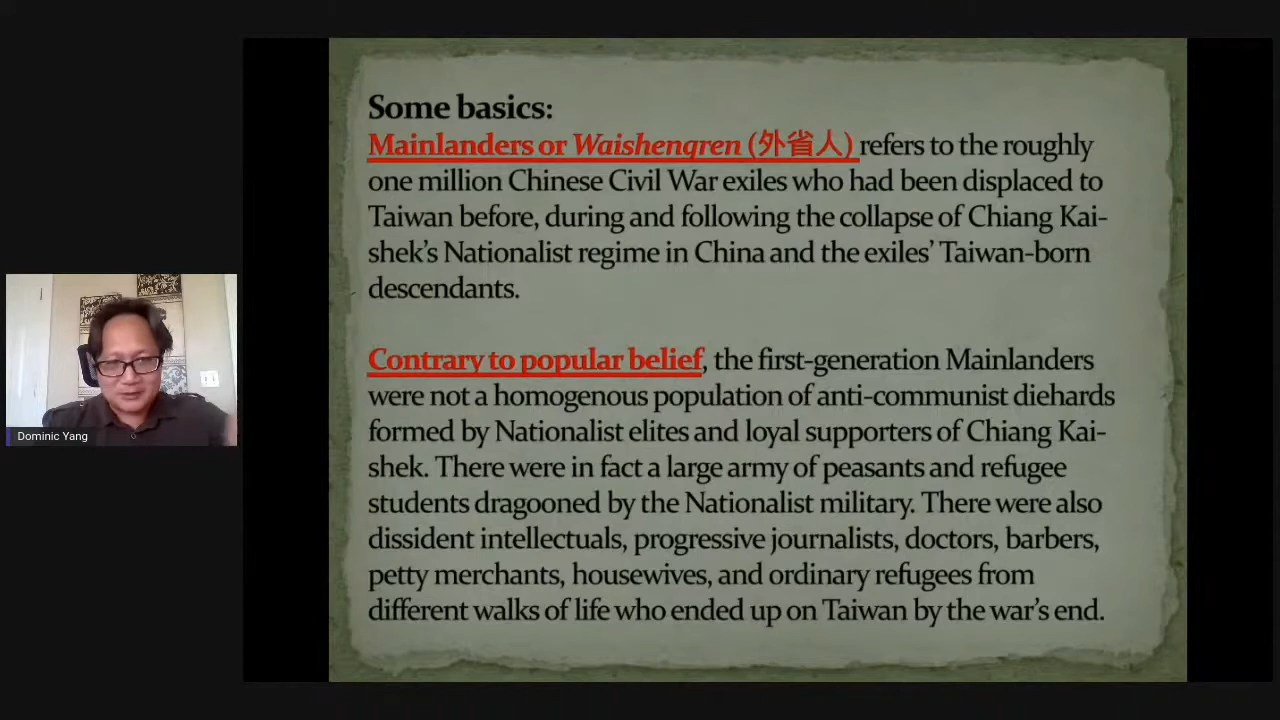 Some basics:
Mainlanders or Waishengren (外省人) refers to the roughly
one million Chinese Civil War exiles who had been displaced to
Taiwan before, during and following the collapse of Chiang Kai-
shek’s Nationalist regime in China and the exiles’ Taiwan-born
descendants.
Contrary to popular belief, the first-generation Mainlanders
were not a homogenous population of anti-communist diehards
formed by Nationalist elites and loyal supporters of Chiang Kai-
shek. There were in fact a large army of peasants and refugee
students dragooned by the Nationalist military. There were also
dissident intellectuals, progressive journalists, doctors, barbers,
petty merchants, housewives, and ordinary refugees from
different walks of life who ended up on Taiwan by the war’s end.
Dominic Yang